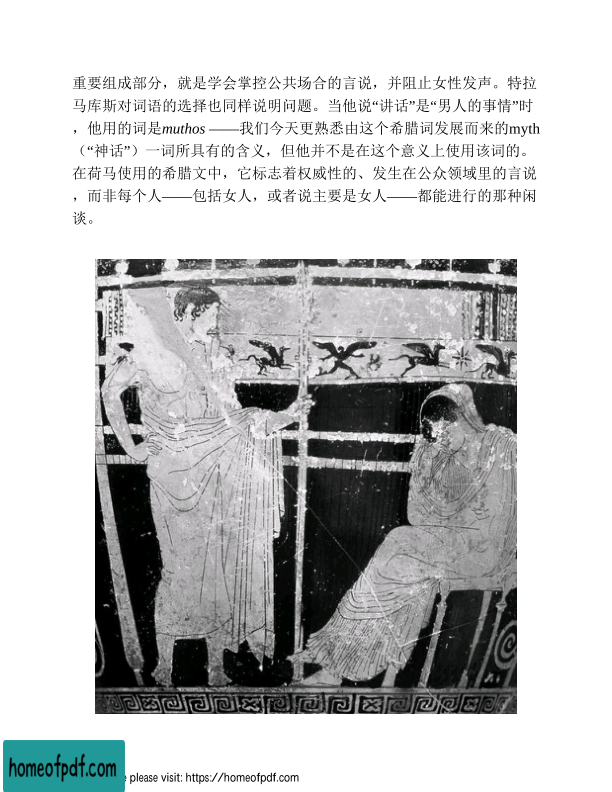 重要组成部分，就是学会掌控公共场合的言说，并阻止女性发声。特拉
马库斯对词语的选择也同样说明问题。当他说“讲话”是“男人的事情”时
，他用的词是muthos ——我们今天更熟悉由这个希腊词发展而来的myth
（“神话”）一词所具有的含义，但他并不是在这个意义上使用该词的。
在荷马使用的希腊文中，它标志着权威性的、发生在公众领域里的言说
，而非每个人——包括女人，或者说主要是女人——都能进行的那种闲
谈。
homeofpdf.com
e please visit: https://homeofpdf.com